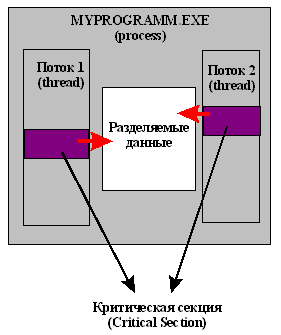 MYPROGRAMM.EXE
(process)
Поток 1
(thread)
Поток 2
(thread)
Разделяемые
данные
Критическая секция
(Critical Section)